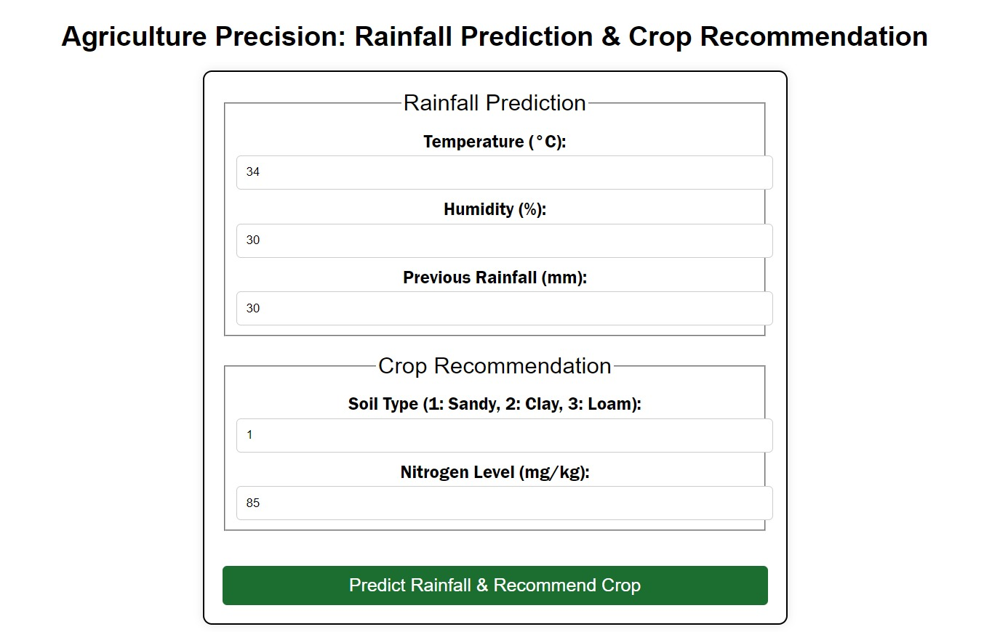 Agriculture Precision: Rainfall Prediction & Crop Recommendation
Rainfall Prediction
Temperature (°C):
34
Humidity (%):
30
Previous Rainfall (mm):
30
Crop Recommendation
Soil Type (1: Sandy, 2: Clay, 3: Loam):
1
Nitrogen Level (mg/kg):
85
Predict Rainfall & Recommend Crop